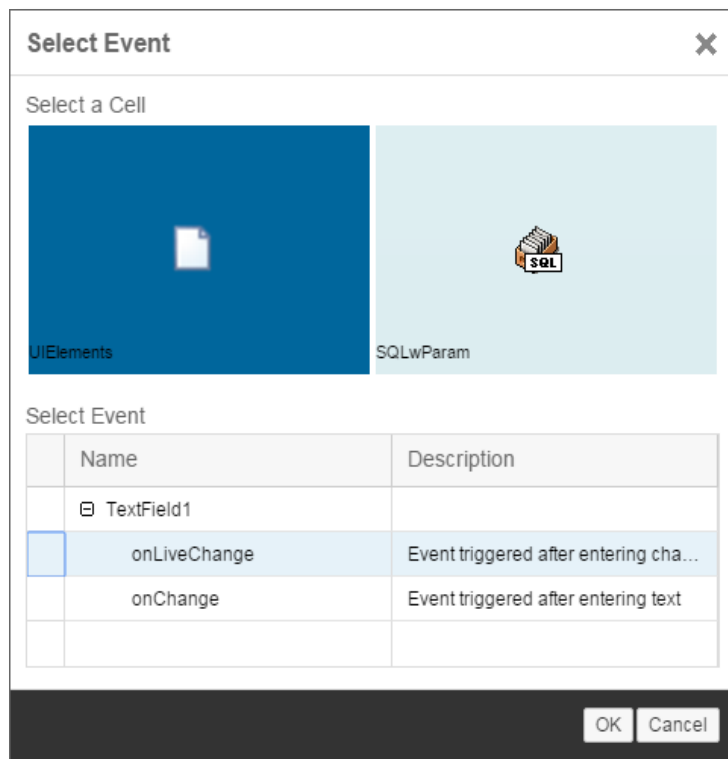 Select Event
Select a Cell
SQL
UIElements
SQLwParam
Select Event
Name Description
TextField1
onLiveChange Event triggered after entering cha...
onChange Event triggered after entering text
OK Cancel